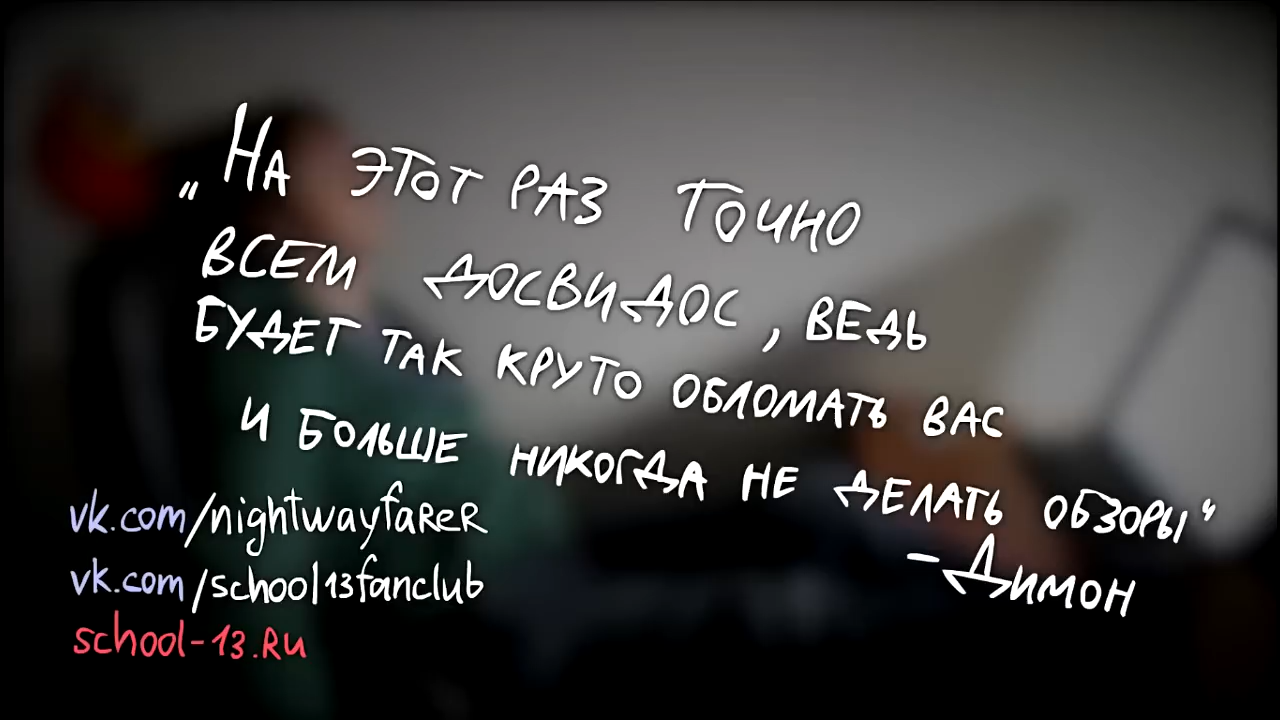 „На этот раз точно
всем досвидос, ведь
будет так круто обломать вас
и больше никогда не делать обзоры"
– Димон
vk.com/nightwayfarer
vk.com/school13fanclub
school-13.ru